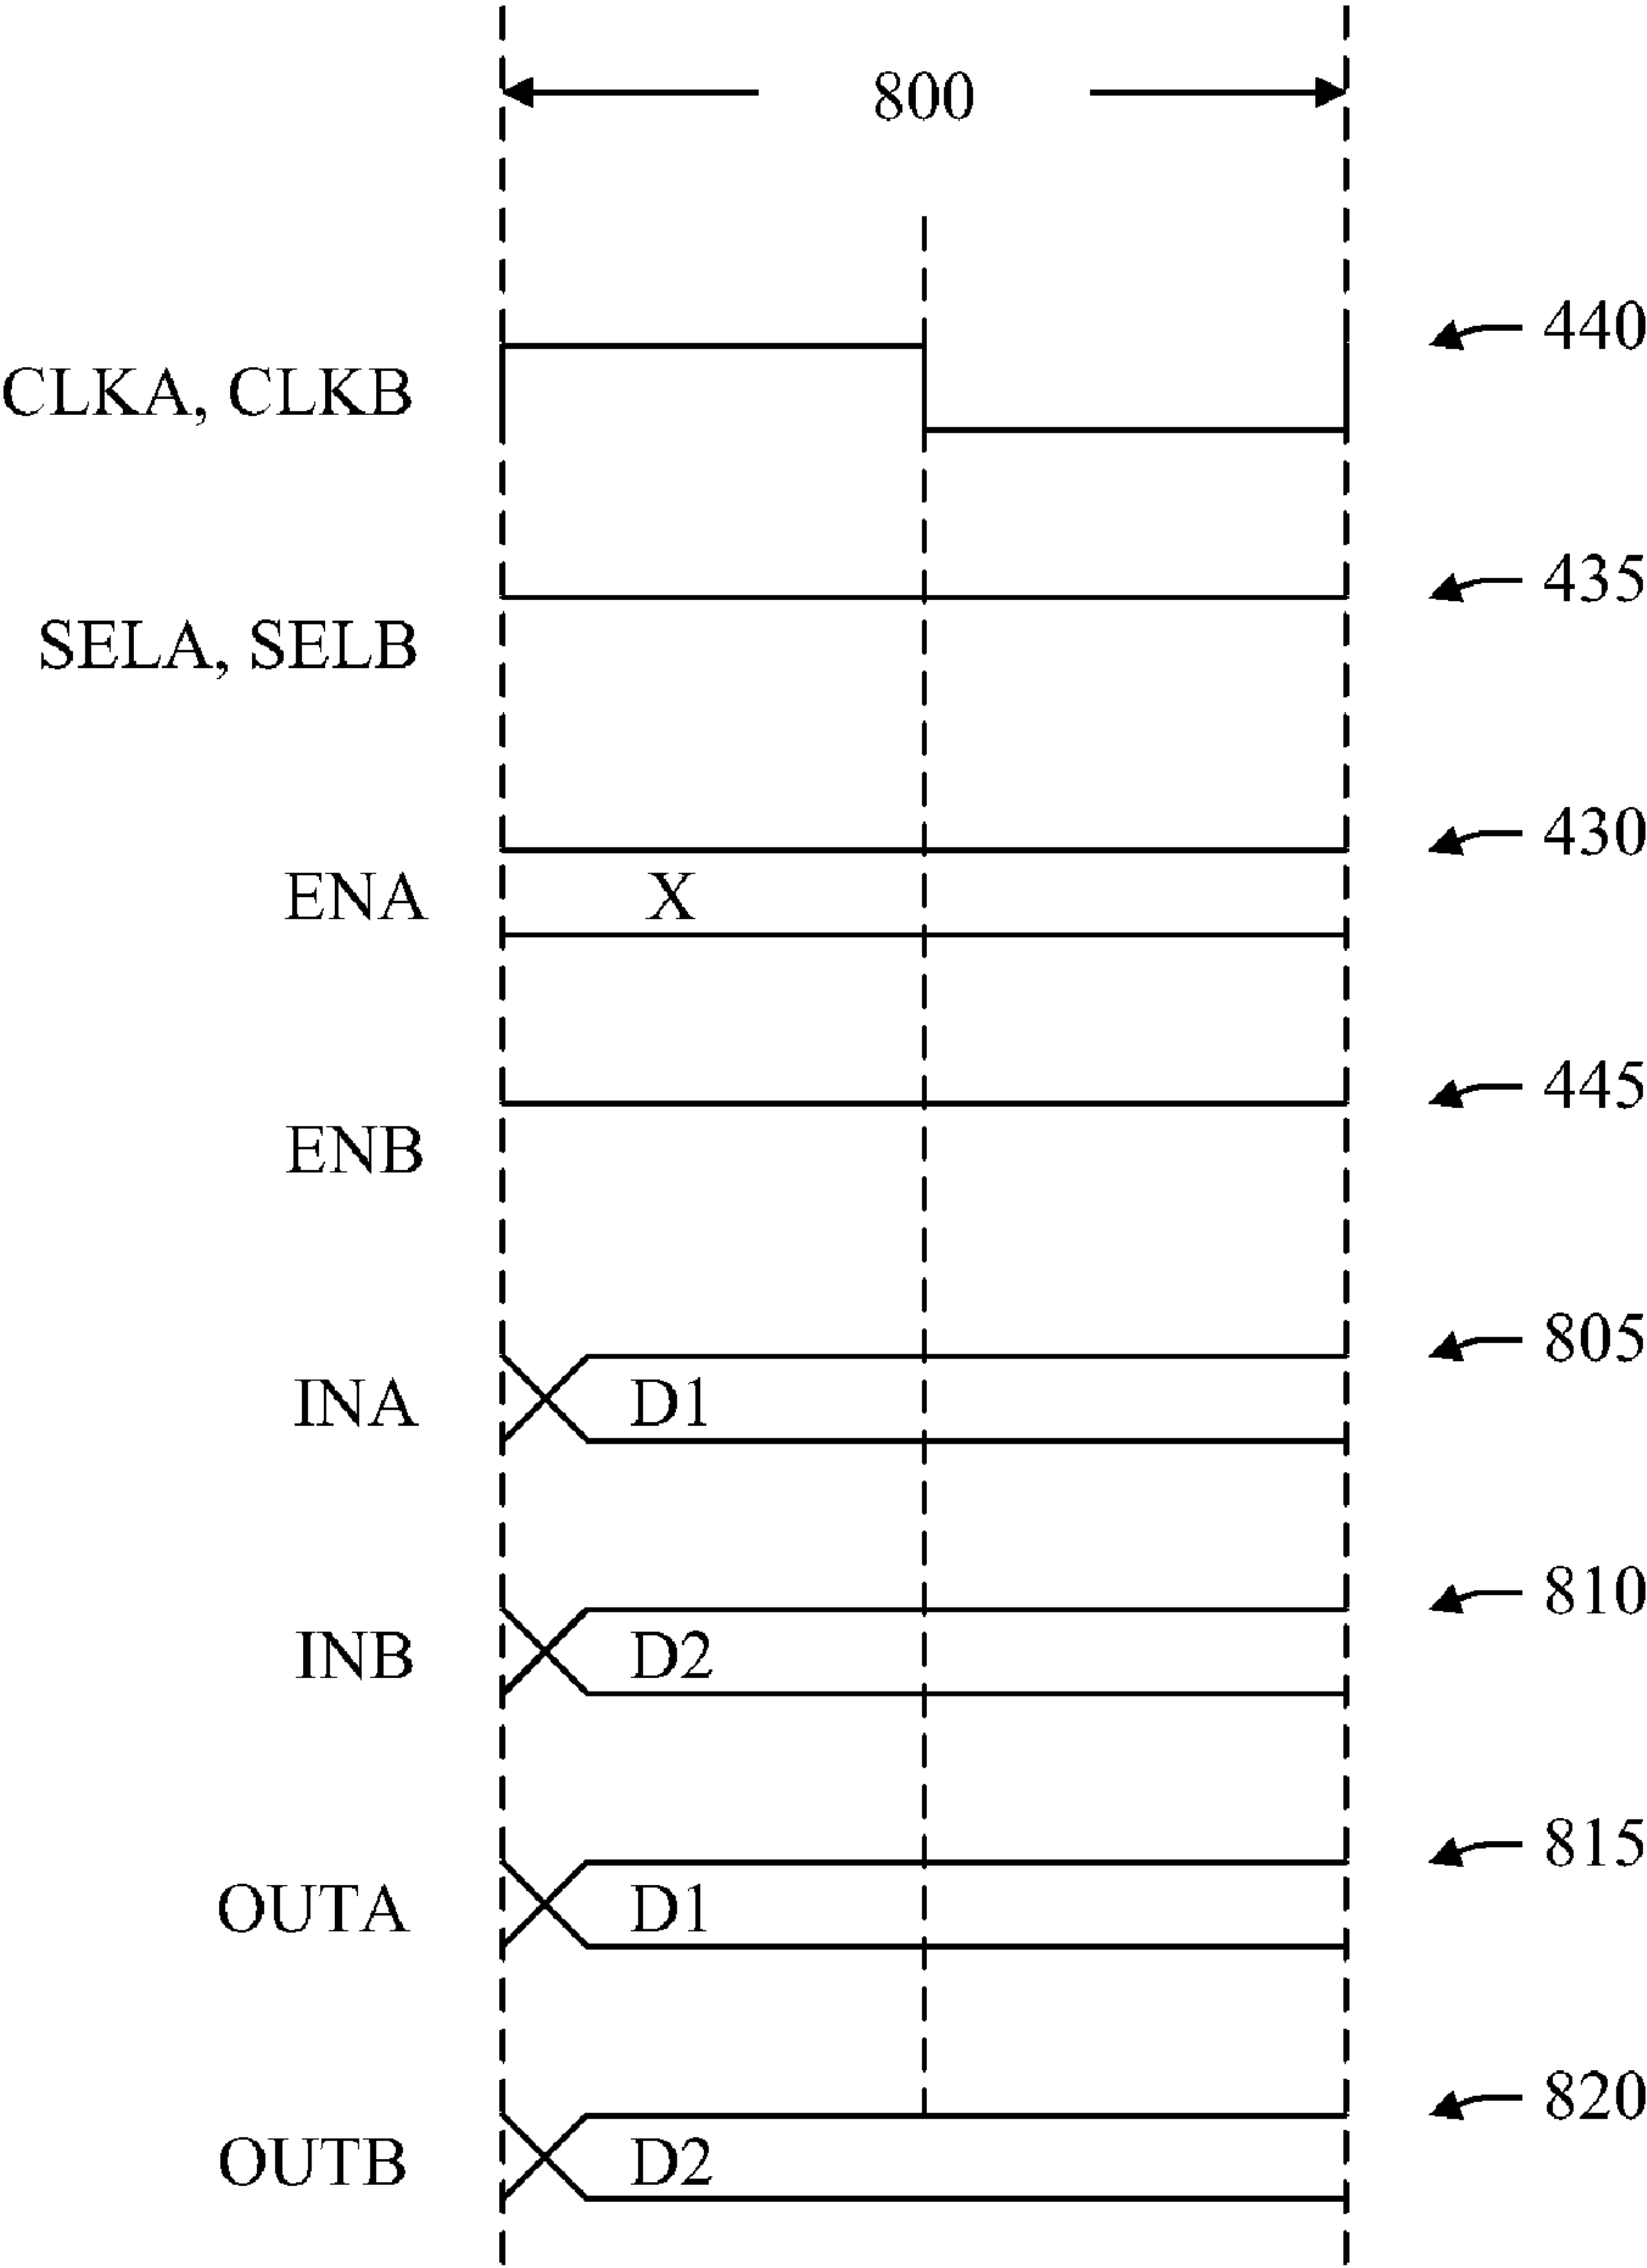 800
440
CLKA, CLKB
435
SELA, SELB
430
ENA X
445
ENB
805
INA D1
810
INB D2
815
OUTA D1
820
OUTB D2